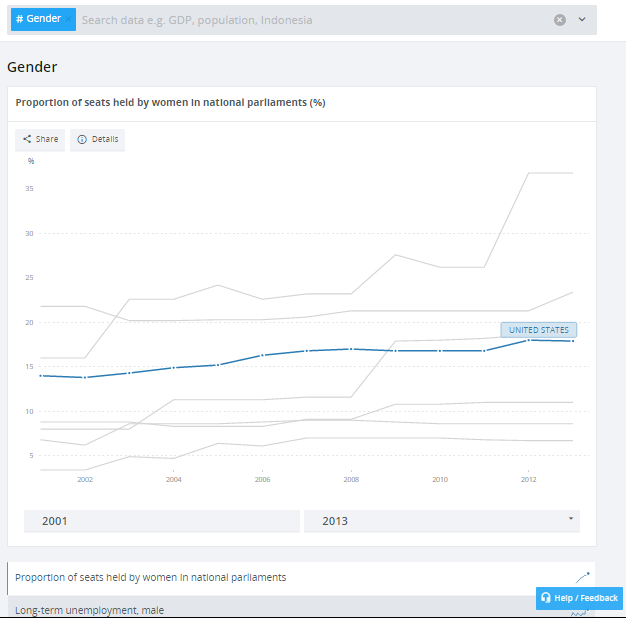 # Gender × Search data e.g. GDP, population, Indonesia
Gender
Proportion of seats held by women in national parliaments (%)
Share Details
%
35
30
25
20
UNITED STATES
15
10
5
2002 2004 2006 2008 2010 2012
2001 2013
Proportion of seats held by women in national parliaments
Help / Feedback
Long-term unemployment, male